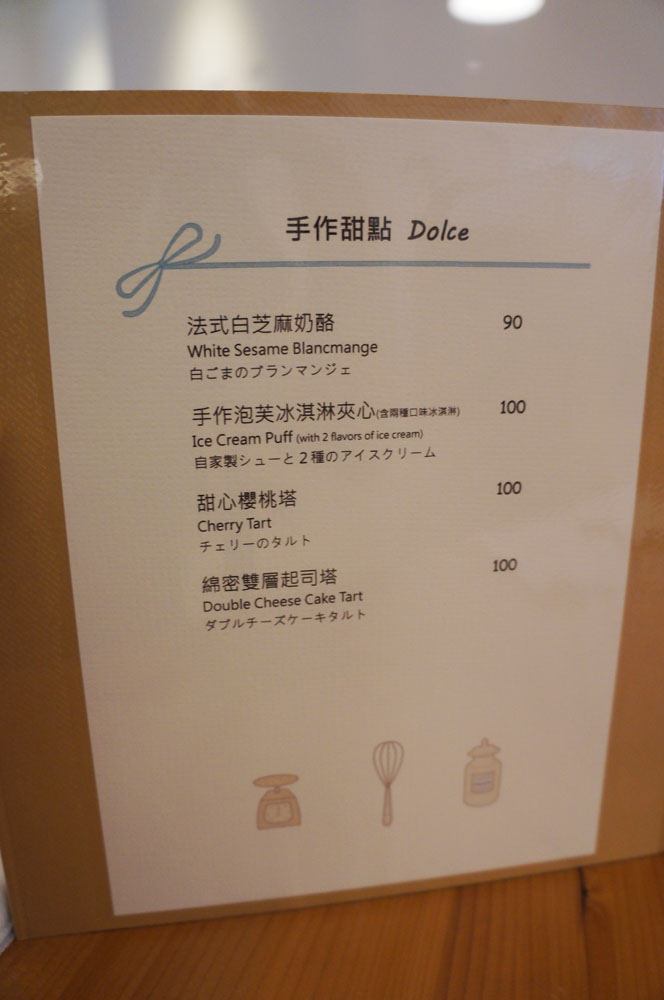 手作甜點 Dolce
法式白芝麻奶酪 90
White Sesame Blancmange
白ごまのブランマンジェ
手作泡芙冰淇淋夾心(含兩種口味冰淇淋) 100
Ice Cream Puff (with 2 flavors of ice cream)
自家製シューと2種のアイスクリーム
甜心櫻桃塔 100
Cherry Tart
チェリーのタルト
綿密雙層起司塔 100
Double Cheese Cake Tart
ダブルチーズケーキタルト